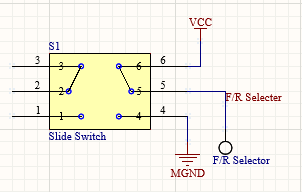 VCC
S1
3 3 6 6
2 2 5 5
F/R Selecter
1 1 4 4
Slide Switch
F/R Selector
MGND